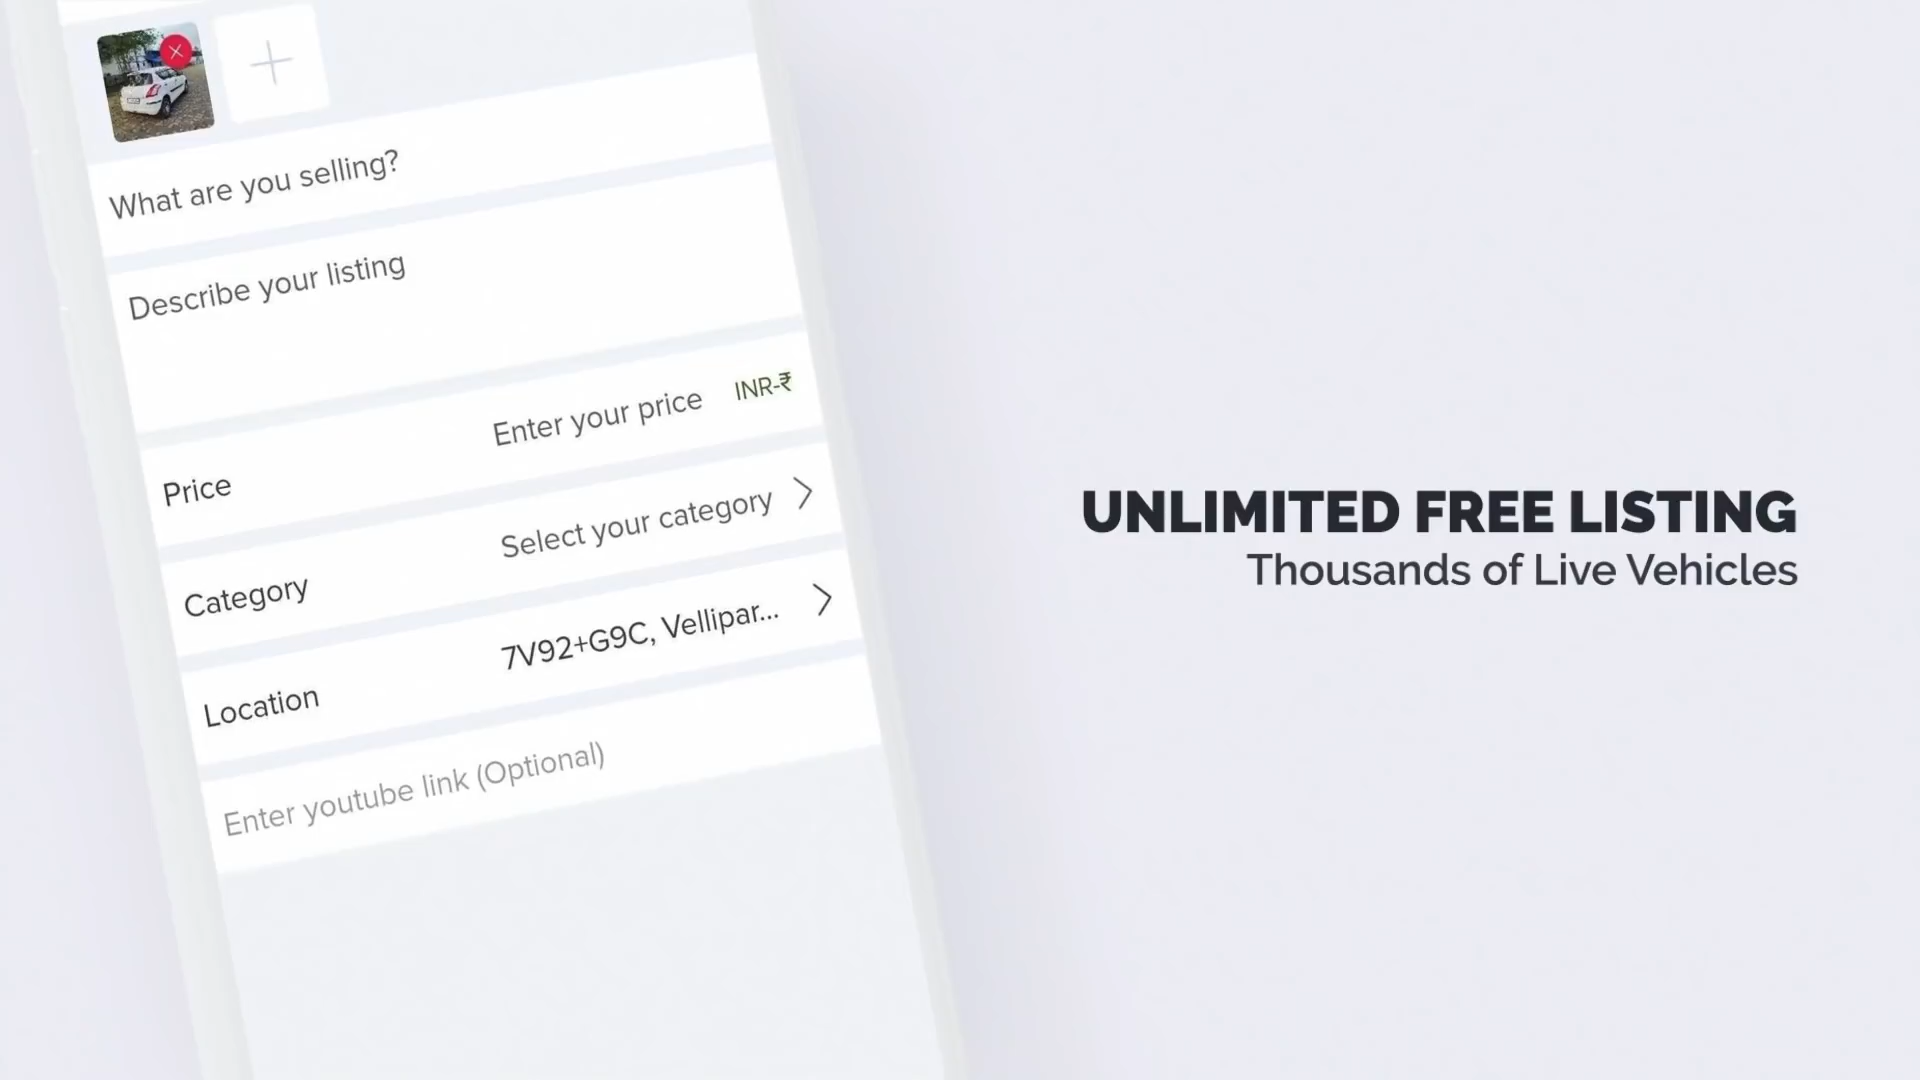 What are you selling?
Describe your listing
Price Enter your price INR-₹
Category Select your category
Location 7V92+G9C, Vellipar...
Enter youtube link (Optional)
UNLIMITED FREE LISTING
Thousands of Live Vehicles